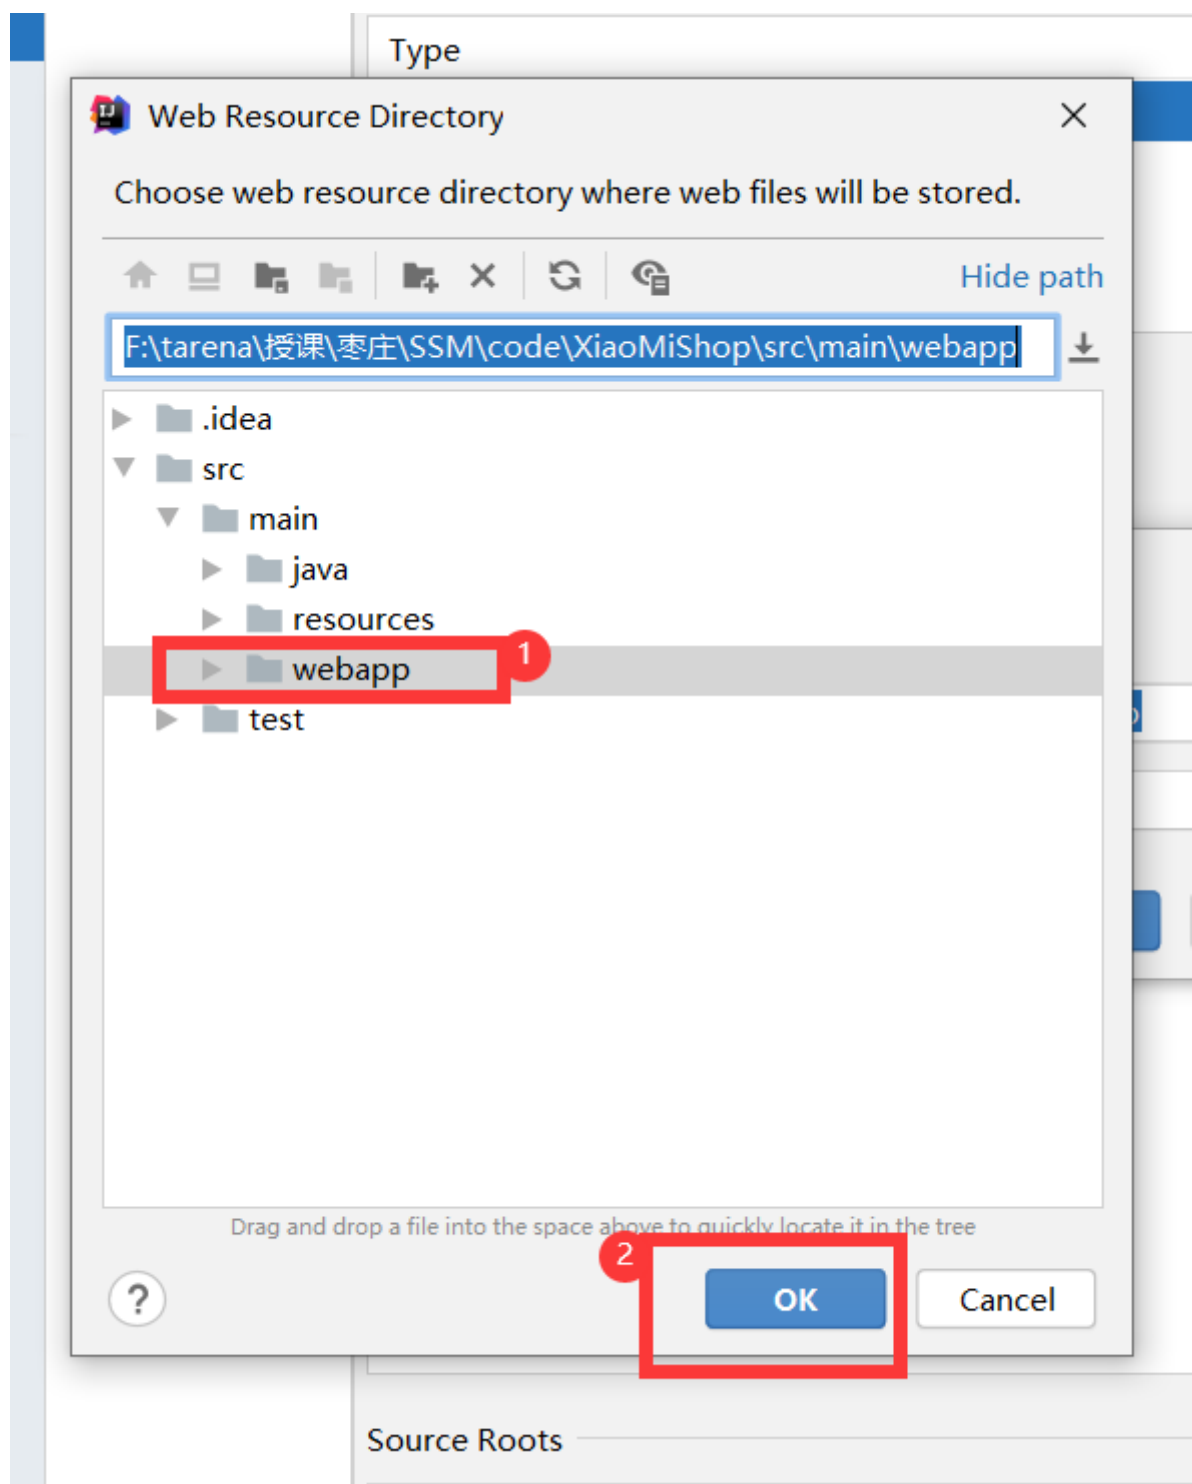 Type
Web Resource Directory
Choose web resource directory where web files will be stored.
Hide path
F:\tarena\授课\枣庄\SSM\code\XiaoMiShop\src\main\webapp
.idea
src
main
java
resources
1
webapp
test
Drag and drop a file into the space above to quickly locate it in the tree
2
?
OK
Cancel
Source Roots